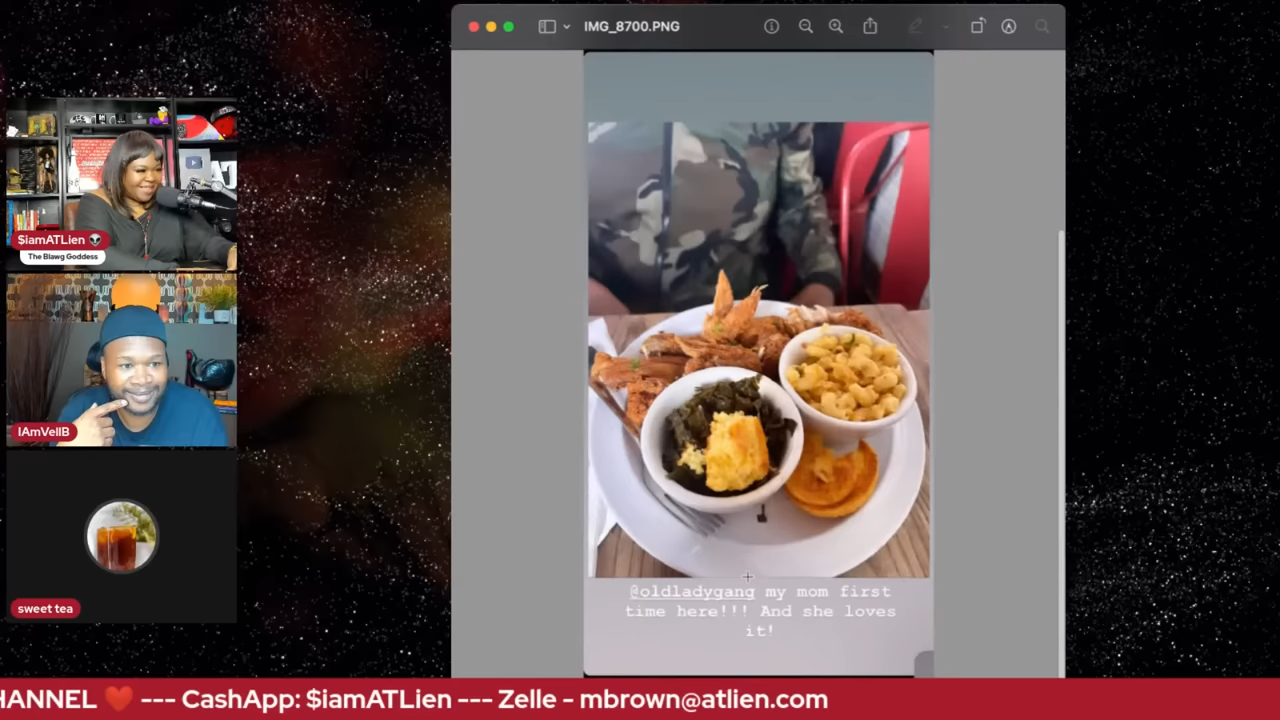 IMG_8700.PNG
$iamATLien 👽
The Blawg Goddess
IAmVellB
sweet tea
@oldladygang my mom first
time here!!! And she loves
it!
HANNEL ❤️ --- CashApp: $iamATLien --- Zelle - mbrown@atlien.com